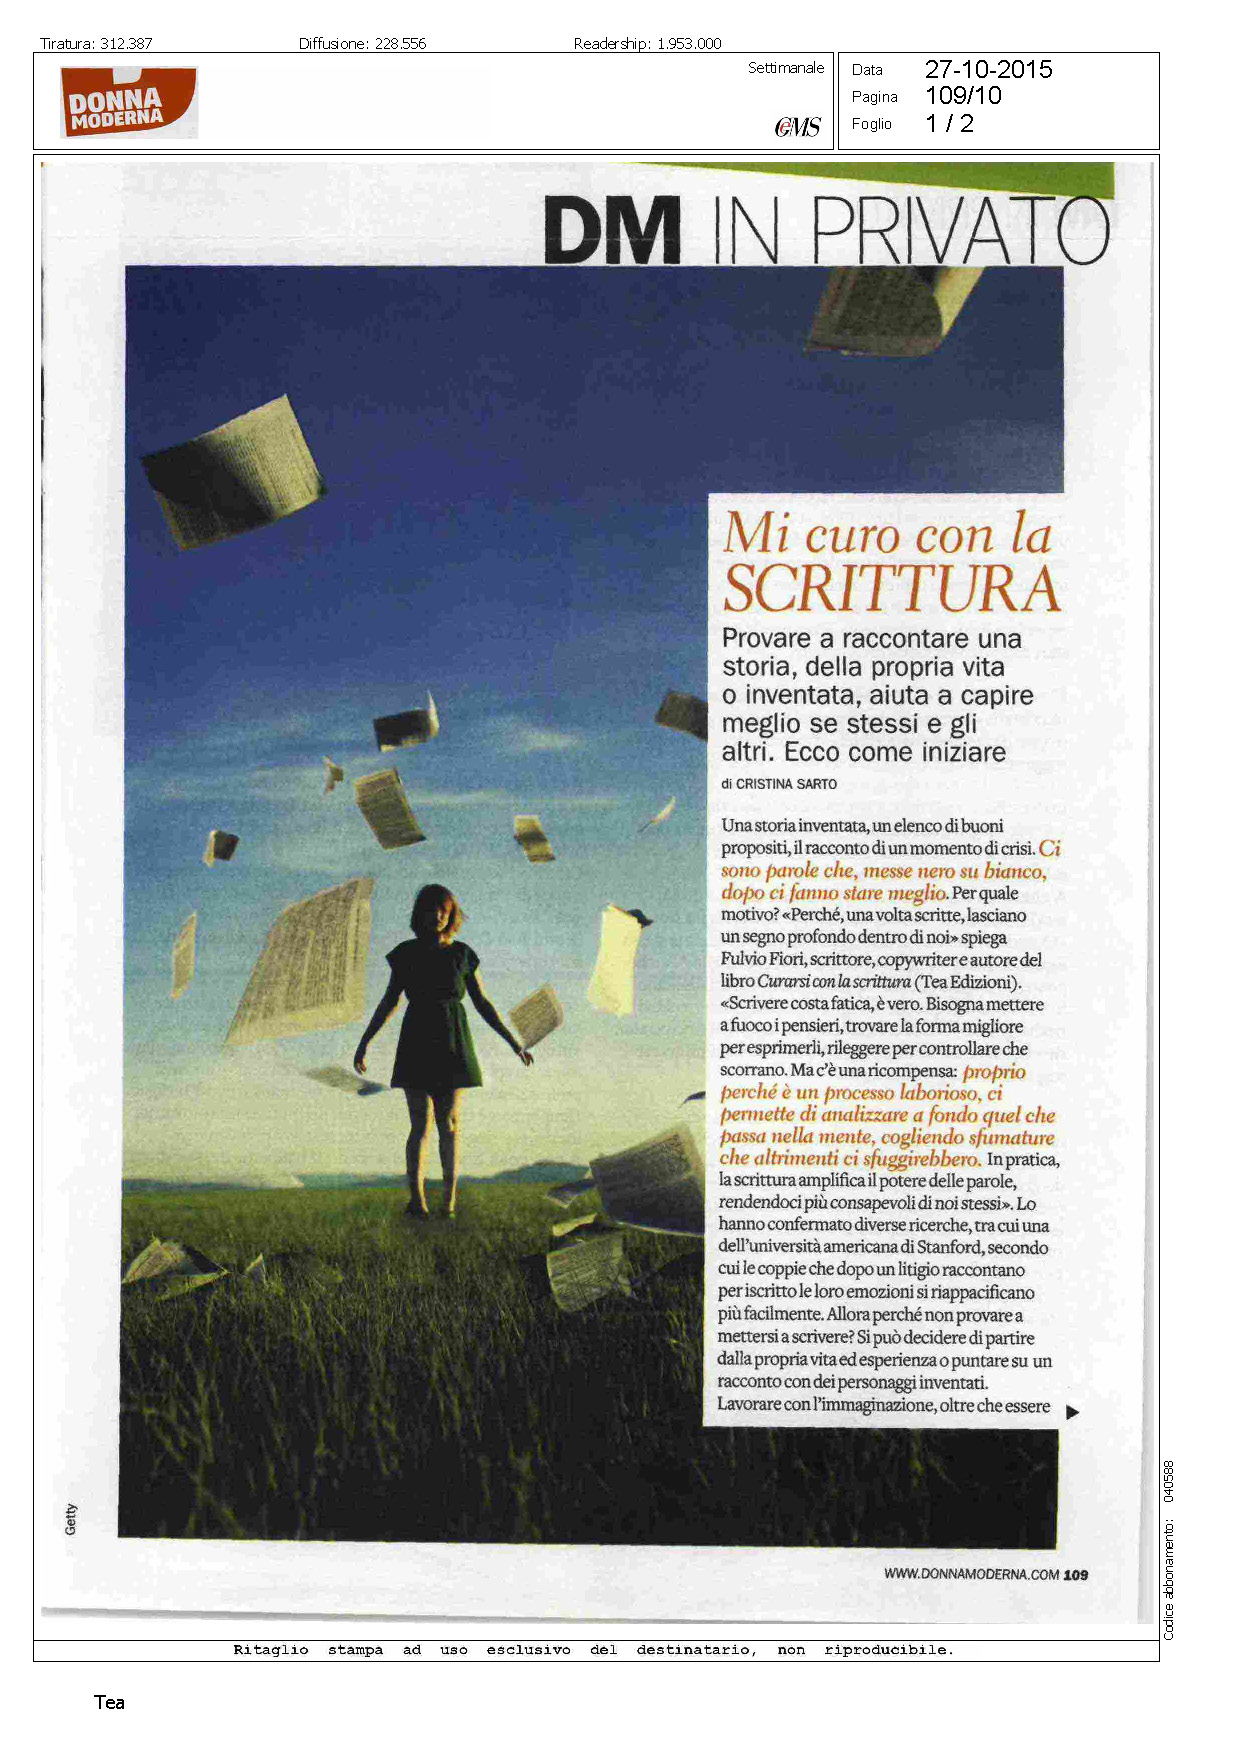 Tiratura: 312.387
Diffusione: 228.556
Readership: 1.953.000
DONNA
MODERNA
Settimanale
Data 27-10-2015
Pagina 109/10
Foglio 1 / 2
DM IN PRIVATO
Mi curo con la
SCRITTURA
Provare a raccontare una
storia, della propria vita
o inventata, aiuta a capire
meglio se stessi e gli
altri. Ecco come iniziare
di CRISTINA SARTO
Una storia inventata, un elenco di buoni
propositi, il racconto di un momento di crisi. Ci
sono parole che, messe nero su bianco,
dopo ci fanno stare meglio. Per quale
motivo? «Perché, una volta scritte, lasciano
un segno profondo dentro di noi» spiega
Fulvio Fiori, scrittore, copywriter e autore del
libro Curarsi con la scrittura (Tea Edizioni).
«Scrivere costa fatica, è vero. Bisogna mettere
a fuoco i pensieri, trovare la forma migliore
per esprimerli, rileggere per controllare che
scorrano. Ma c'è una ricompensa: proprio
perché è un processo laborioso, ci
permette di analizzare a fondo quel che
passa nella mente, cogliendo sfumature
che altrimenti ci sfuggirebbero. In pratica,
la scrittura amplifica il potere delle parole,
rendendoci più consapevoli di noi stessi». Lo
hanno confermato diverse ricerche, tra cui una
dell'università americana di Stanford, secondo
cui le coppie che dopo un litigio raccontano
per iscritto le loro emozioni si riappacificano
più facilmente. Allora perché non provare a
mettersi a scrivere? Si può decidere di partire
dalla propria vita ed esperienza o puntare su un
racconto con dei personaggi inventati.
Lavorare con l'immaginazione, oltre che essere
Getty
WWW.DONNAMODERNA.COM 109
Codice abbonamento: 040588
Ritaglio stampa ad uso esclusivo del destinatario, non riproducibile.
Tea